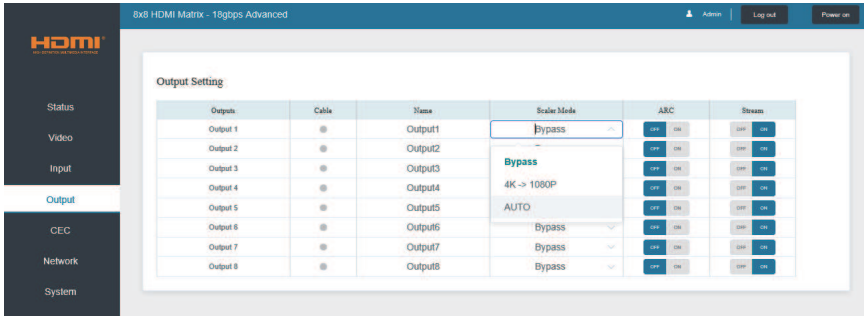 8x8 HDMI Matrix - 18gbps Advanced
Admin
Log out
Power on
HDMI
Output Setting
Status
Video
Input
Output
CEC
Network
System
Outputs Cable Name Scaler Mode ARC Stream
Output 1 Output1 Bypass OFF ON OFF ON
Output 2 Output2 OFF ON OFF ON
Output 3 Output3 OFF ON OFF ON
Output 4 Output4 OFF ON OFF ON
Output 5 Output5 OFF ON OFF ON
Output 6 Output6 Bypass OFF ON OFF ON
Output 7 Output7 Bypass OFF ON OFF ON
Output 8 Output8 Bypass OFF ON OFF ON
Bypass
4K -> 1080P
AUTO